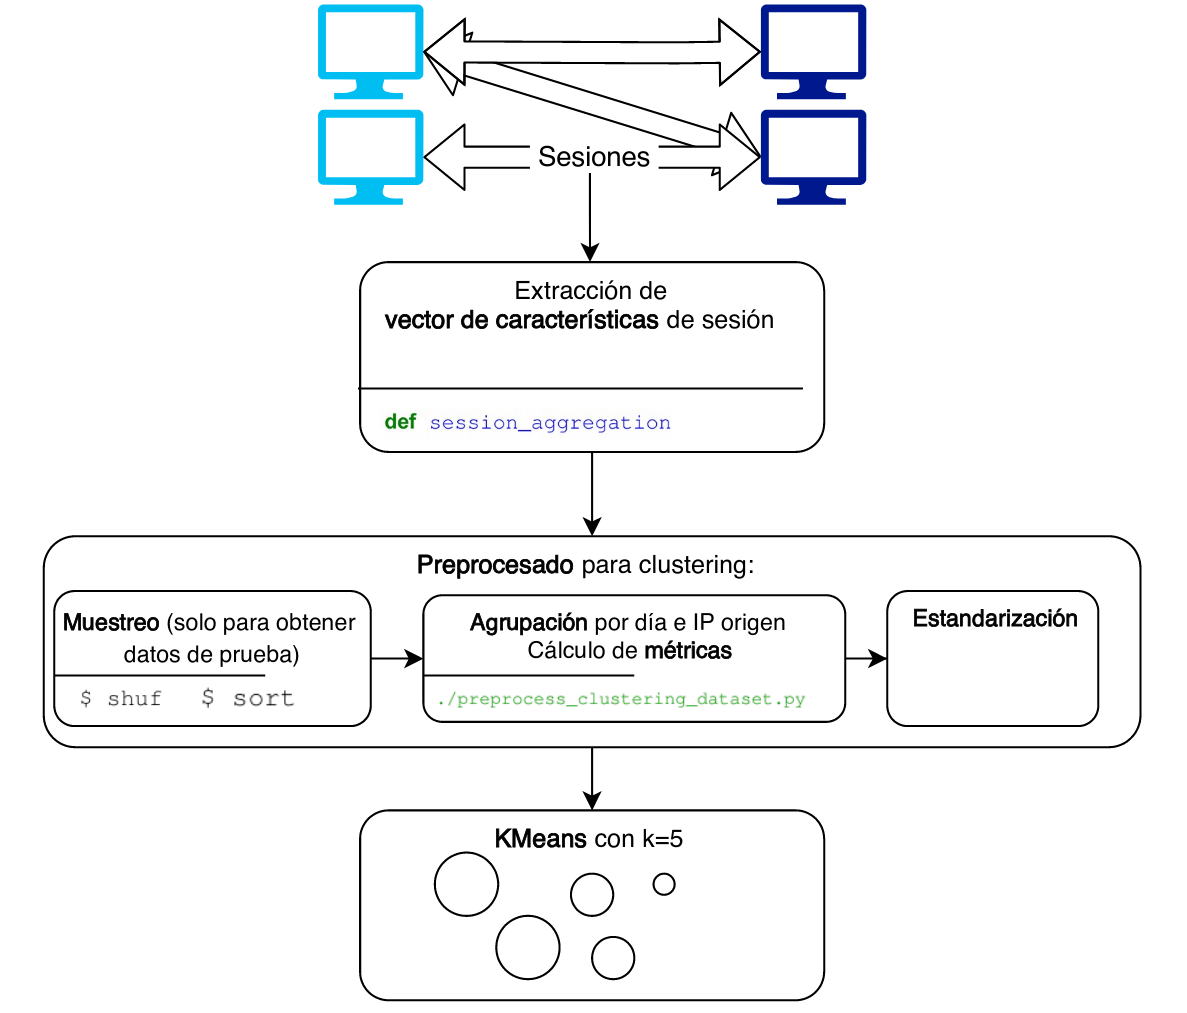 Sesiones
Extracción de
vector de características de sesión
def session_aggregation
Preprocesado para clustering:
Muestreo (solo para obtener
datos de prueba)
$ shuf $ sort
Agrupación por día e IP origen
Cálculo de métricas
./preprocess_clustering_dataset.py
Estandarización
KMeans con k=5